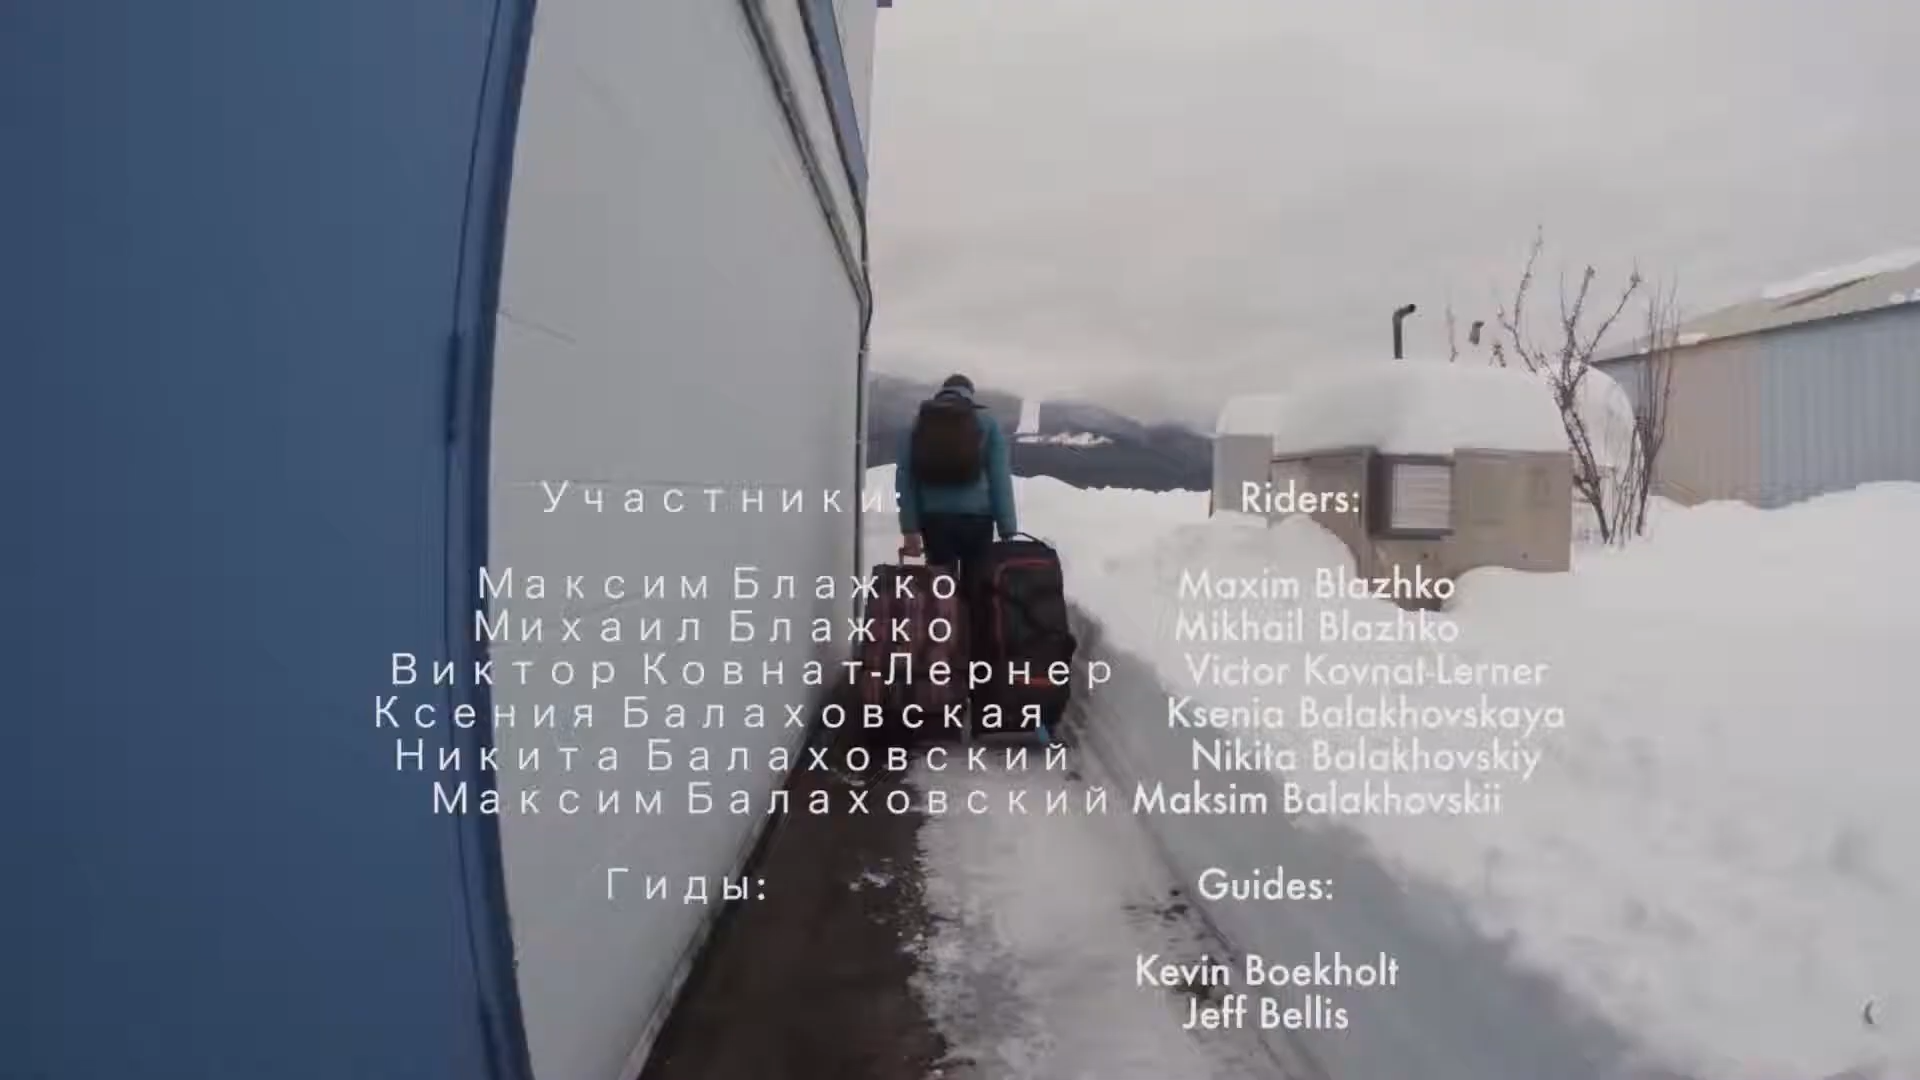 Участники:
Максим Блажко
Михаил Блажко
Виктор Ковнат-Лернер
Ксения Балаховская
Никита Балаховский
Максим Балаховский
Гиды:
Riders:
Maxim Blazhko
Mikhail Blazhko
Victor Kovnat-Lerner
Ksenia Balakhovskaya
Nikita Balakhovskiy
Maksim Balakhovskii
Guides:
Kevin Boekholt
Jeff Bellis